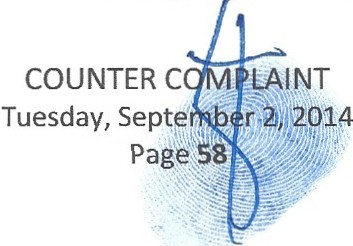 COUNTER COMPLAINT
Tuesday, September 2, 2014
Page 58